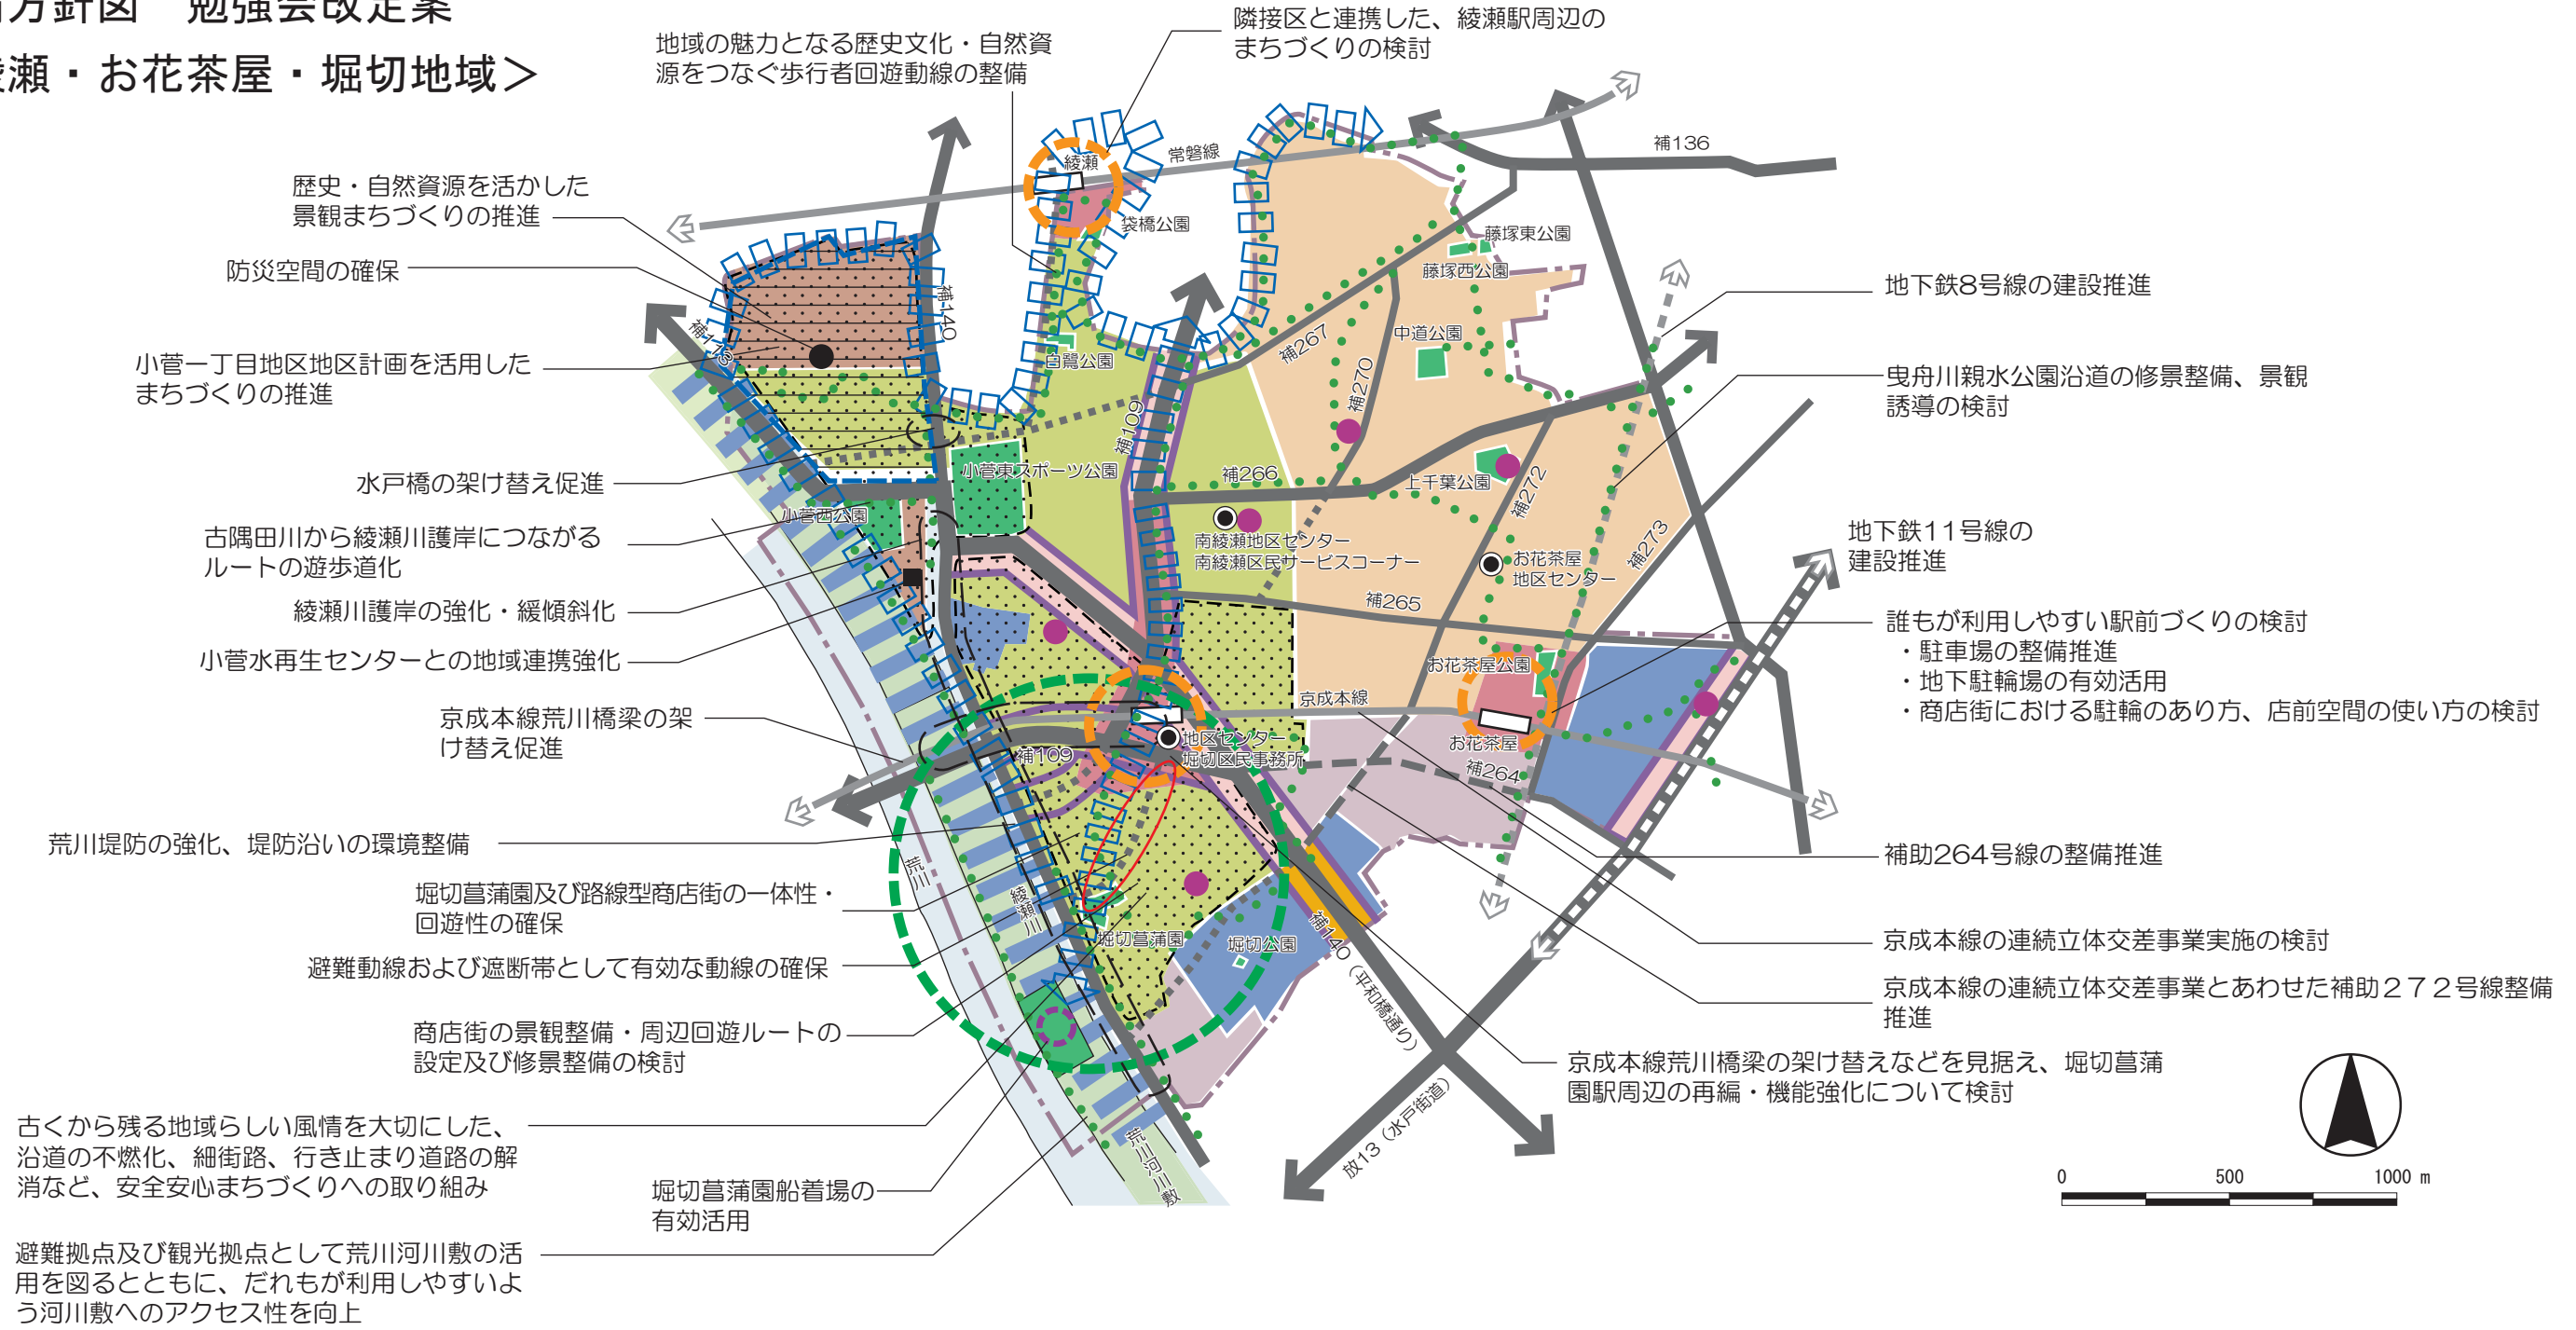 方針図　勉強会改定案
瀬・お花茶屋・堀切地域＞
地域の魅力となる歴史文化・自然資
源をつなぐ歩行者回遊動線の整備
隣接区と連携した、綾瀬駅周辺の
まちづくりの検討
歴史・自然資源を活かした
景観まちづくりの推進
防災空間の確保
小菅一丁目地区地区計画を活用した
まちづくりの推進
水戸橋の架け替え促進
古隅田川から綾瀬川護岸につながる
ルートの遊歩道化
綾瀬川護岸の強化・緩傾斜化
小菅水再生センターとの地域連携強化
京成本線荒川橋梁の架
け替え促進
荒川堤防の強化、堤防沿いの環境整備
堀切菖蒲園及び路線型商店街の一体性・
回遊性の確保
避難動線および遮断帯として有効な動線の確保
商店街の景観整備・周辺回遊ルートの
設定及び修景整備の検討
古くから残る地域らしい風情を大切にした、
沿道の不燃化、細街路、行き止まり道路の解
消など、安全安心まちづくりへの取り組み
堀切菖蒲園船着場の
有効活用
避難拠点及び観光拠点として荒川河川敷の活
用を図るとともに、だれもが利用しやすいよ
う河川敷へのアクセス性を向上
地下鉄8号線の建設推進
曳舟川親水公園沿道の修景整備、景観
誘導の検討
地下鉄11号線の
建設推進
誰もが利用しやすい駅前づくりの検討
・駐車場の整備推進
・地下駐輪場の有効活用
・商店街における駐輪のあり方、店前空間の使い方の検討
補助264号線の整備推進
京成本線の連続立体交差事業実施の検討
京成本線の連続立体交差事業とあわせた補助２７２号線整備
推進
京成本線荒川橋梁の架け替えなどを見据え、堀切菖蒲
園駅周辺の再編・機能強化について検討
綾瀬
常磐線
補136
袋橋公園
藤塚東公園
藤塚西公園
補140
補113
白鷺公園
補267
中道公園
補270
補109
小菅東スポーツ公園
補266
上千葉公園
補272
小菅西公園
南綾瀬地区センター
南綾瀬区民サービスコーナー
お花茶屋
地区センター
補273
補265
お花茶屋公園
京成本線
お花茶屋
地区センター
堀切区民事務所
補109
補264
荒川
綾瀬川
堀切菖蒲園
堀切公園
補140（平和橋通り）
放13（水戸街道）
荒川河川敷
0 500 1000 m